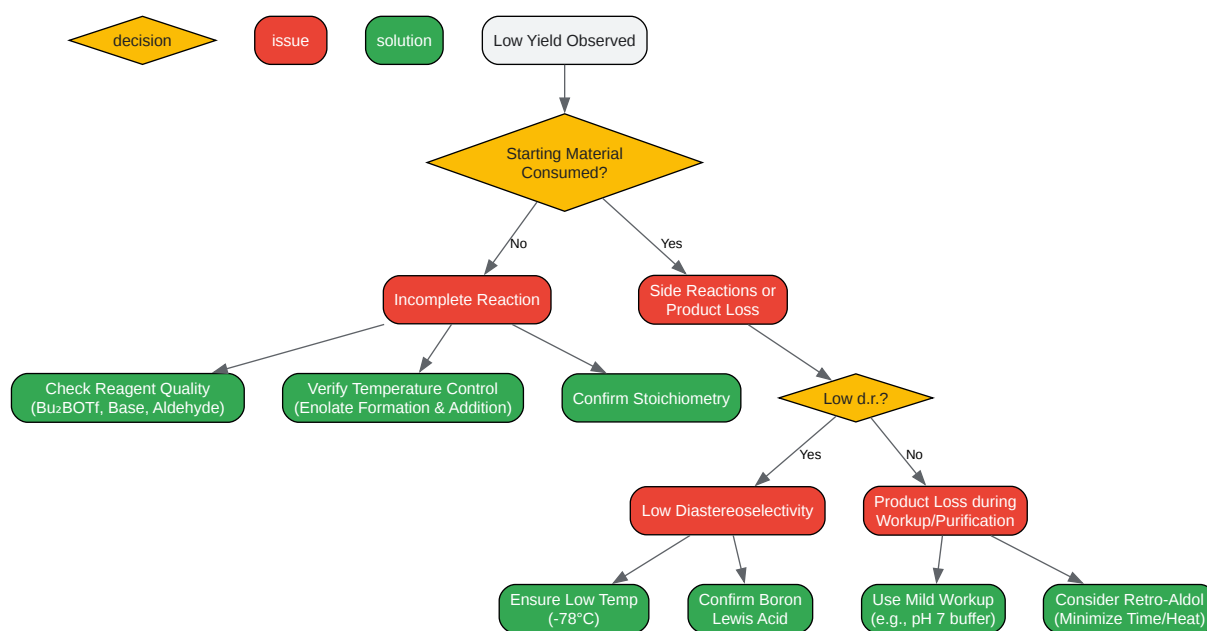 decision
issue
solution
Low Yield Observed
Starting Material
Consumed?
No
Yes
Incomplete Reaction
Side Reactions or
Product Loss
Check Reagent Quality
(Bu₂BOTf, Base, Aldehyde)
Verify Temperature Control
(Enolate Formation & Addition)
Confirm Stoichiometry
Low d.r.?
Yes
No
Low Diastereoselectivity
Product Loss during
Workup/Purification
Ensure Low Temp
(-78°C)
Confirm Boron
Lewis Acid
Use Mild Workup
(e.g., pH 7 buffer)
Consider Retro-Aldol
(Minimize Time/Heat)